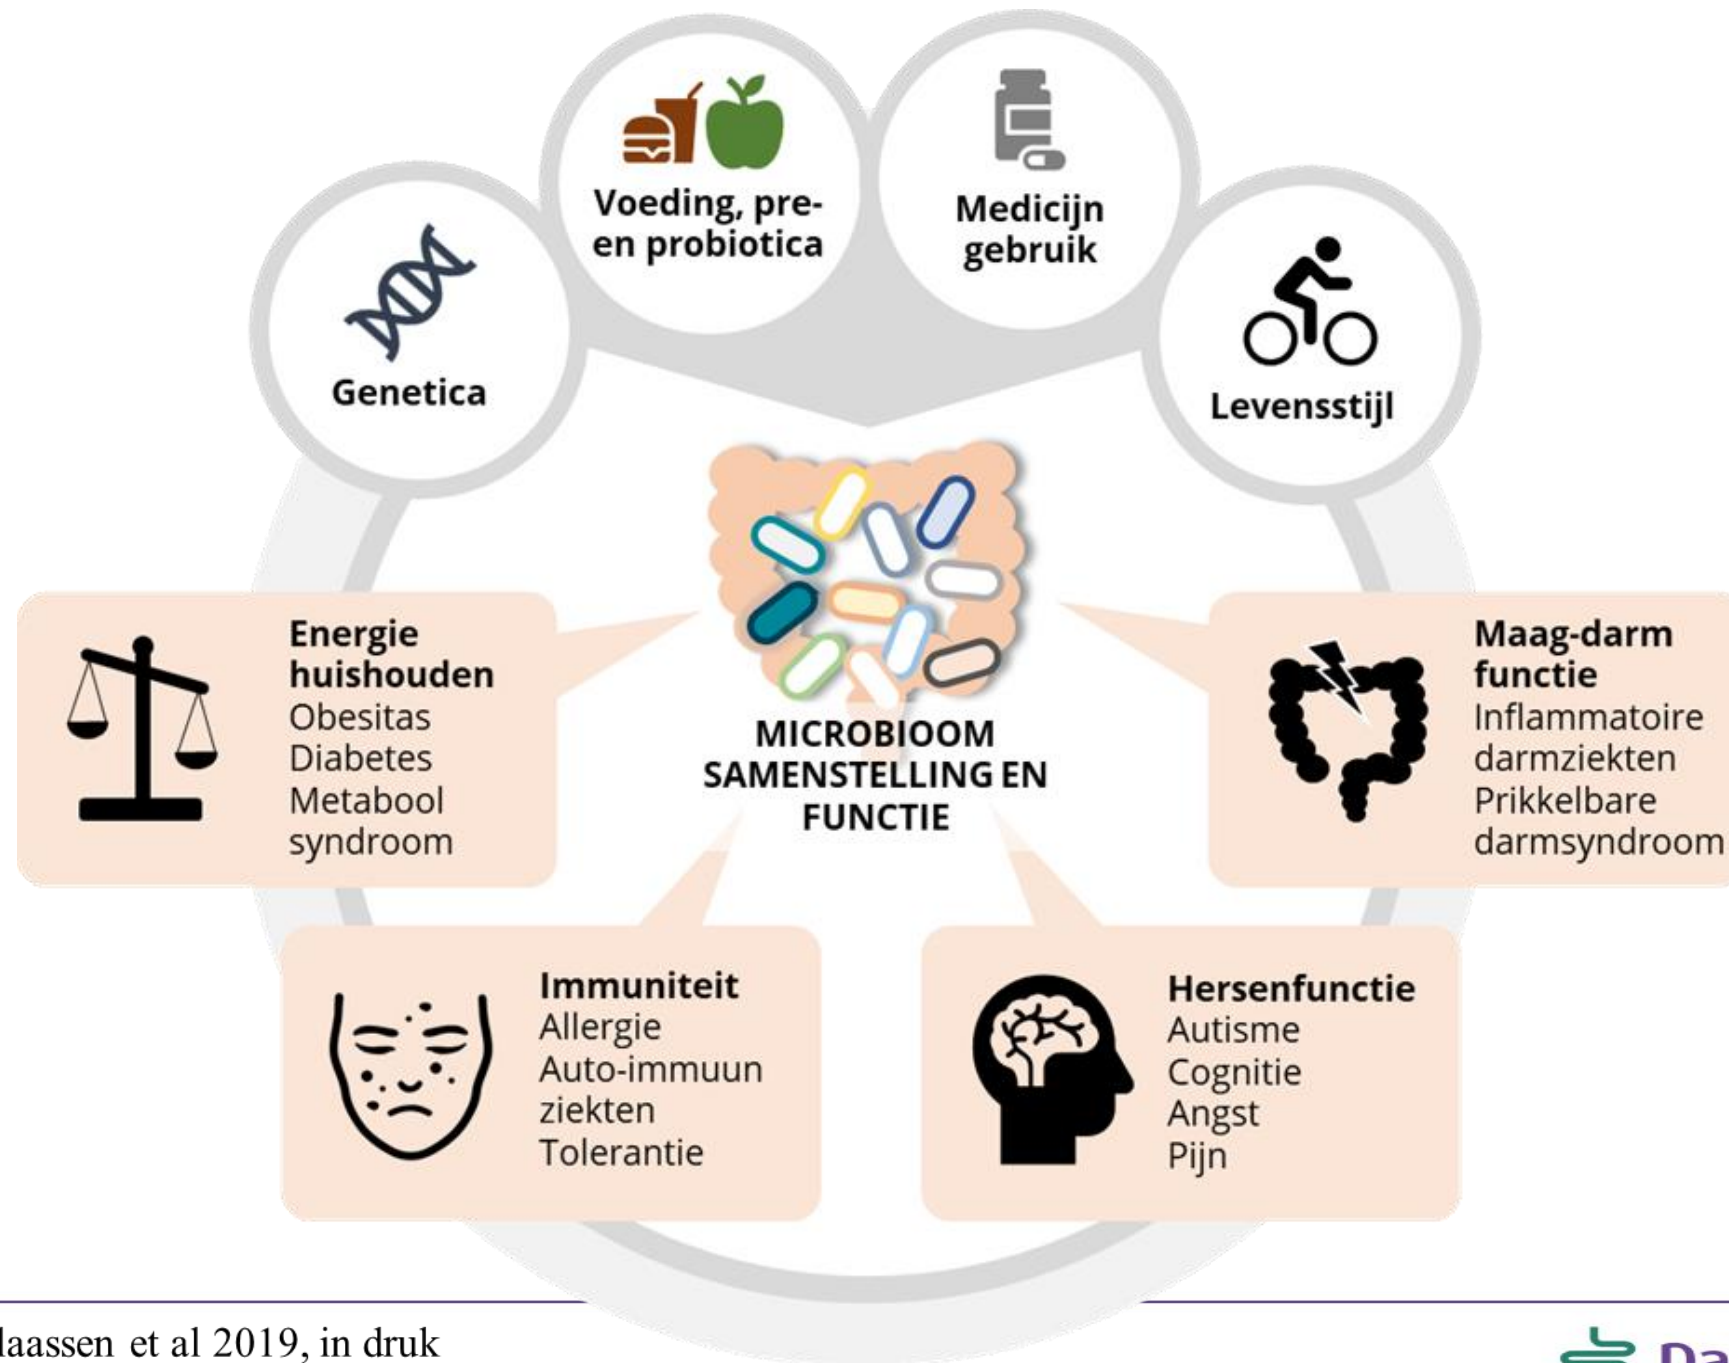 Voeding, pre-
en probiotica
Medicijn
gebruik
Genetica
Levensstijl
MICROBIOOM
SAMENSTELLING EN
FUNCTIE
Energie
huishouden
Obesitas
Diabetes
Metabool
syndroom
Maag-darm
functie
Inflammatoire
darmziekten
Prikkelbare
darmsyndroom
Immuniteit
Allergie
Auto-immuun
ziekten
Tolerantie
Hersenfunctie
Autisme
Cognitie
Angst
Pijn
laassen et al 2019, in druk